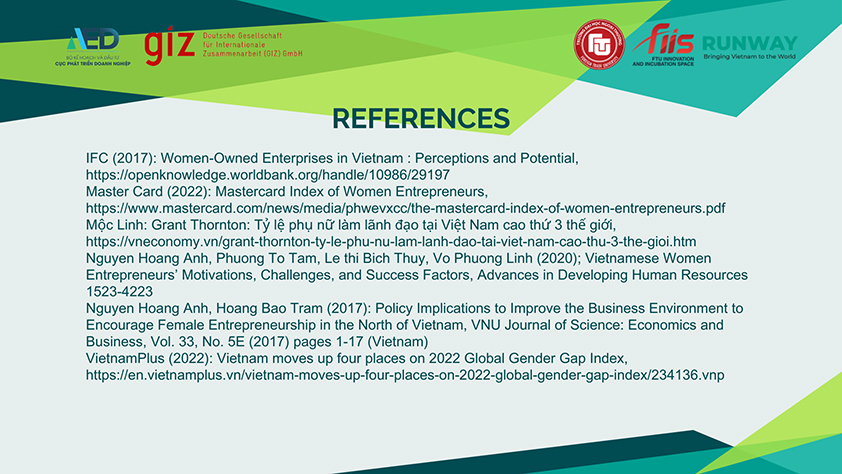 AED
BỘ KẾ HOẠCH VÀ ĐẦU TƯ
CỤC PHÁT TRIỂN DOANH NGHIỆP
giz
Deutsche Gesellschaft
für Internationale
Zusammenarbeit (GIZ) GmbH
TRƯỜNG ĐẠI HỌC NGOẠI THƯƠNG
FTU
FOREIGN TRADE UNIVERSITY
fiis
FTU INNOVATION
AND INCUBATION SPACE
RUNWAY
Bringing Vietnam to the World
REFERENCES
IFC (2017): Women-Owned Enterprises in Vietnam : Perceptions and Potential,
https://openknowledge.worldbank.org/handle/10986/29197
Master Card (2022): Mastercard Index of Women Entrepreneurs,
https://www.mastercard.com/news/media/phwevxcc/the-mastercard-index-of-women-entrepreneurs.pdf
Mộc Linh: Grant Thornton: Tỷ lệ phụ nữ làm lãnh đạo tại Việt Nam cao thứ 3 thế giới,
https://vneconomy.vn/grant-thornton-ty-le-phu-nu-lam-lanh-dao-tai-viet-nam-cao-thu-3-the-gioi.htm
Nguyen Hoang Anh, Phuong To Tam, Le thi Bich Thuy, Vo Phuong Linh (2020); Vietnamese Women
Entrepreneurs’ Motivations, Challenges, and Success Factors, Advances in Developing Human Resources
1523-4223
Nguyen Hoang Anh, Hoang Bao Tram (2017): Policy Implications to Improve the Business Environment to
Encourage Female Entrepreneurship in the North of Vietnam, VNU Journal of Science: Economics and
Business, Vol. 33, No. 5E (2017) pages 1-17 (Vietnam)
VietnamPlus (2022): Vietnam moves up four places on 2022 Global Gender Gap Index,
https://en.vietnamplus.vn/vietnam-moves-up-four-places-on-2022-global-gender-gap-index/234136.vnp